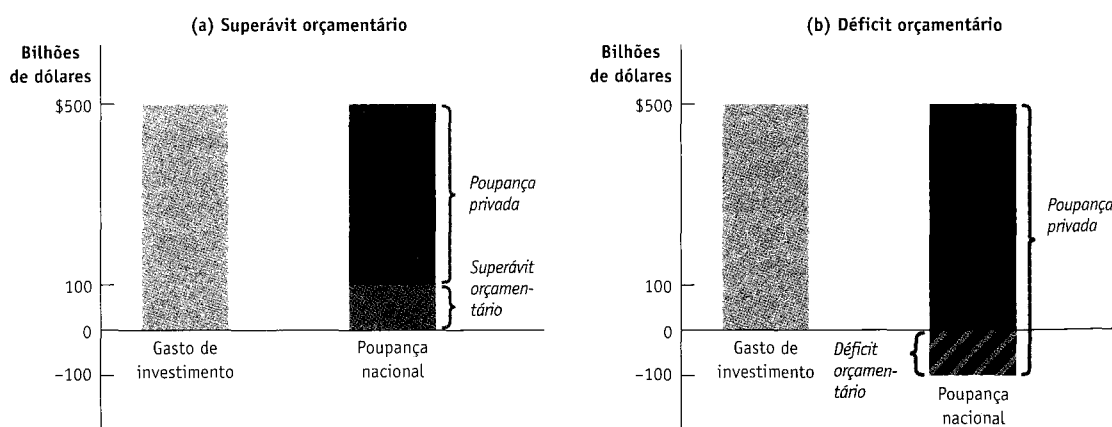 (a) Superávit orçamentário
Bilhões
de dólares
$500
100
0
–100
Poupança
privada
Superávit
orçamen-
tário
Gasto de
investimento
Poupança
nacional
(b) Déficit orçamentário
Bilhões
de dólares
$500
100
0
–100
Poupança
privada
Gasto de
investimento
Déficit
orçamen-
tário
Poupança
nacional